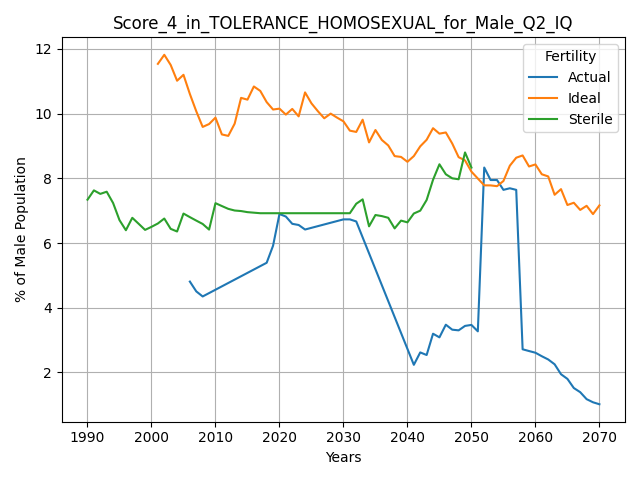 Score_4_in_TOLERANCE_HOMOSEXUAL_for_Male_Q2_IQ
% of Male Population
12
10
8
6
4
2
Fertility
Actual
Ideal
Sterile
1990 2000 2010 2020 2030 2040 2050 2060 2070
Years